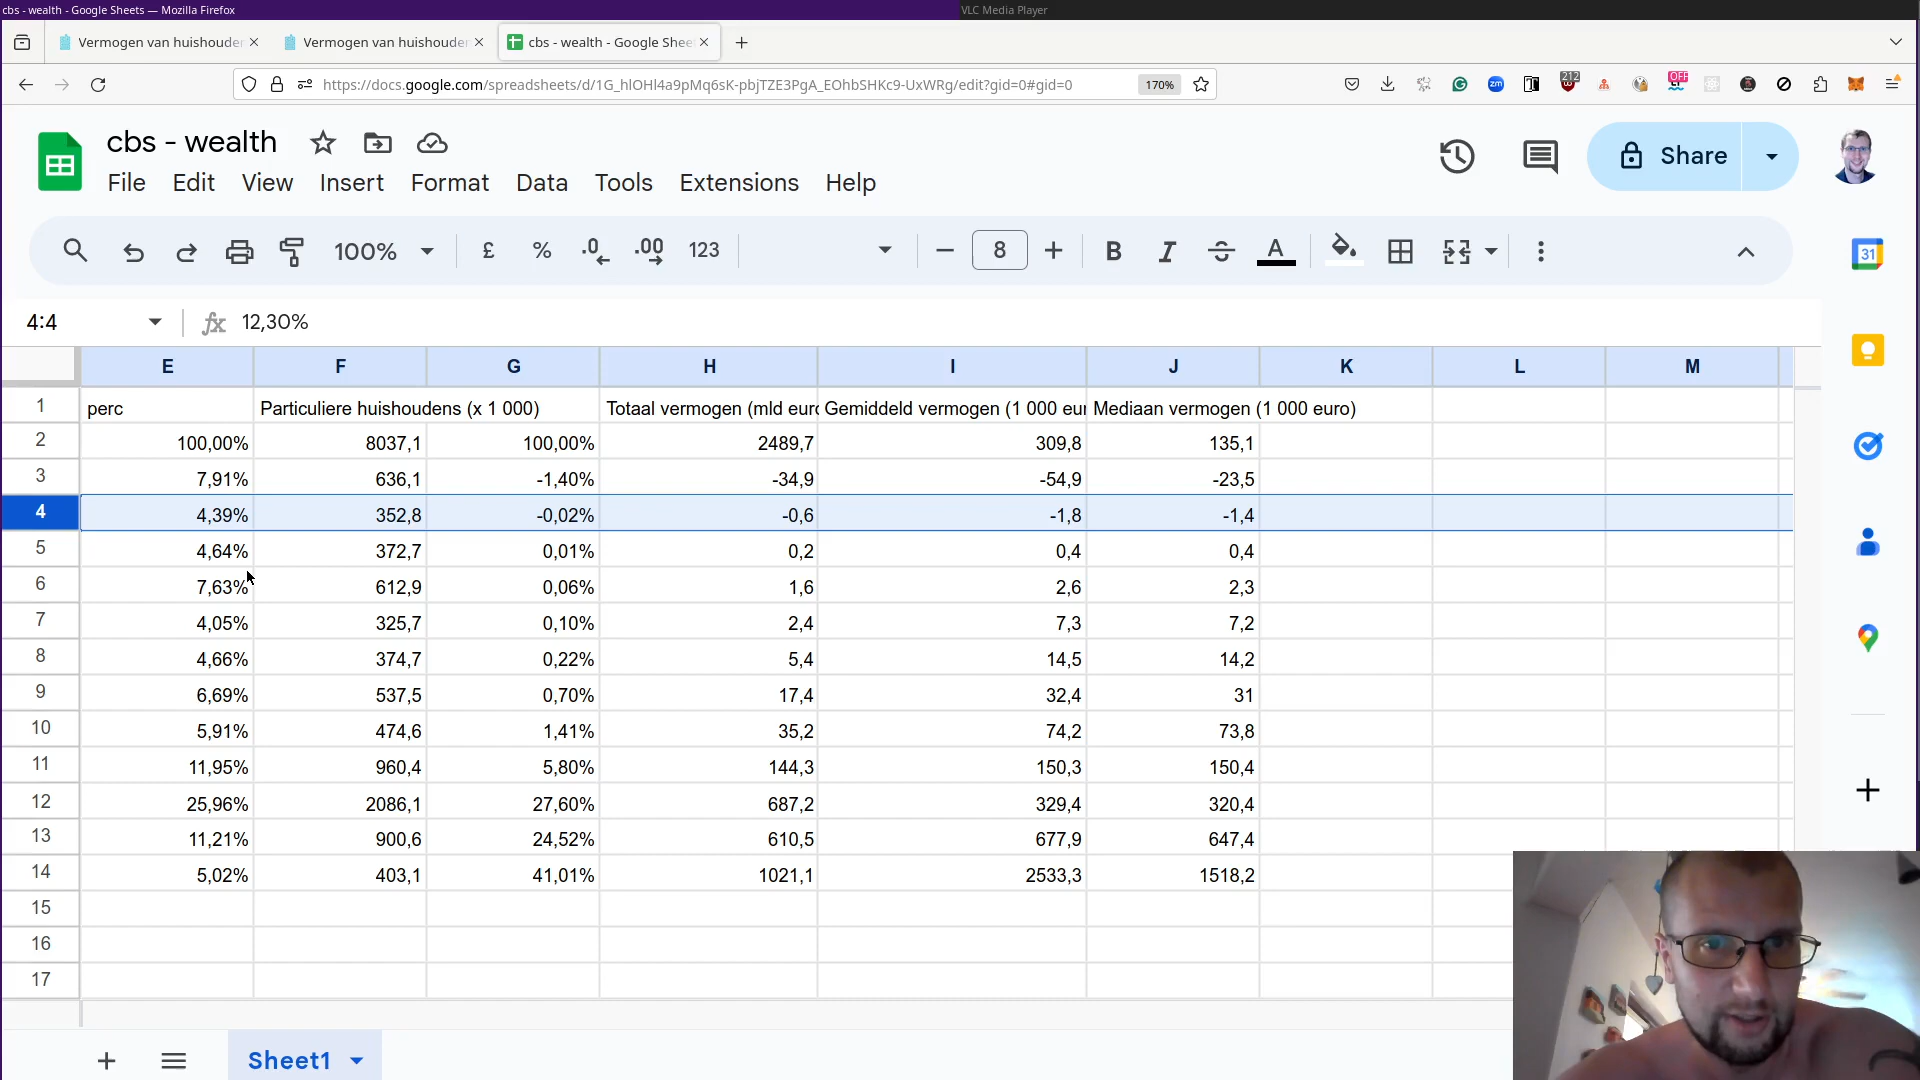 cbs - wealth - Google Sheets — Mozilla Firefox
VLC Media Player
Vermogen van huishouder
Vermogen van huishouder
cbs - wealth - Google Shee
https://docs.google.com/spreadsheets/d/1G_hlOHl4a9pMq6sK-pbjTZE3PgA_EOhbSHKc9-UxWRg/edit?gid=0#gid=0
170%
212
zm
OFF
cbs - wealth
Share
File Edit View Insert Format Data Tools Extensions Help
100% £ % .0 .00 123 8 B I S A
31
4:4 fx 12,30%
E F G H I J K L M
1 perc Particuliere huishoudens (x 1 000) Totaal vermogen (mld euro Gemiddeld vermogen (1 000 eur Mediaan vermogen (1 000 euro)
2 100,00% 8037,1 100,00% 2489,7 309,8 135,1
3 7,91% 636,1 -1,40% -34,9 -54,9 -23,5
4 4,39% 352,8 -0,02% -0,6 -1,8 -1,4
5 4,64% 372,7 0,01% 0,2 0,4 0,4
6 7,63% 612,9 0,06% 1,6 2,6 2,3
7 4,05% 325,7 0,10% 2,4 7,3 7,2
8 4,66% 374,7 0,22% 5,4 14,5 14,2
9 6,69% 537,5 0,70% 17,4 32,4 31
10 5,91% 474,6 1,41% 35,2 74,2 73,8
11 11,95% 960,4 5,80% 144,3 150,3 150,4
12 25,96% 2086,1 27,60% 687,2 329,4 320,4
13 11,21% 900,6 24,52% 610,5 677,9 647,4
14 5,02% 403,1 41,01% 1021,1 2533,3 1518,2
15
16
17
Sheet1